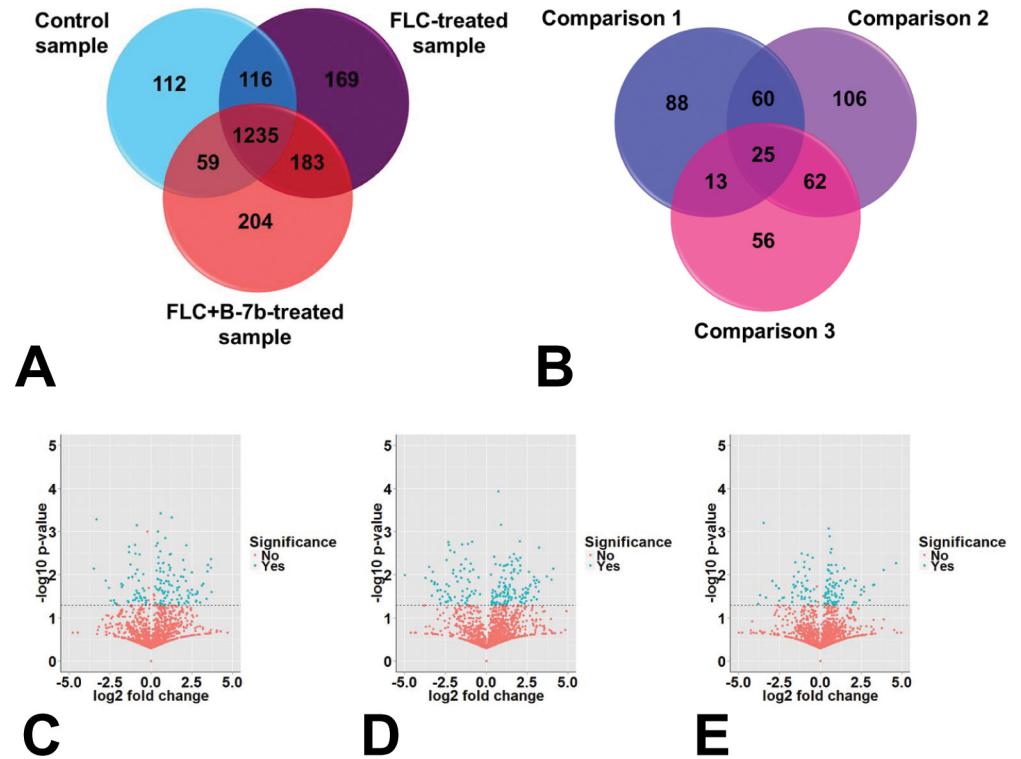 Control
sample
FLC-treated
sample
112
116
169
1235
59
183
204
FLC+B-7b-treated
sample
A
Comparison 1
Comparison 2
88
60
106
25
13
62
56
Comparison 3
B
5
4
3
2
1
0
-log10 p-value
-5.0
-2.5
0.0
2.5
5.0
log2 fold change
Significance
No
Yes
C
5
4
3
2
1
0
-log10 p-value
-5.0
-2.5
0.0
2.5
5.0
log2 fold change
Significance
No
Yes
D
5
4
3
2
1
0
-log10 p-value
-5.0
-2.5
0.0
2.5
5.0
log2 fold change
Significance
No
Yes
E